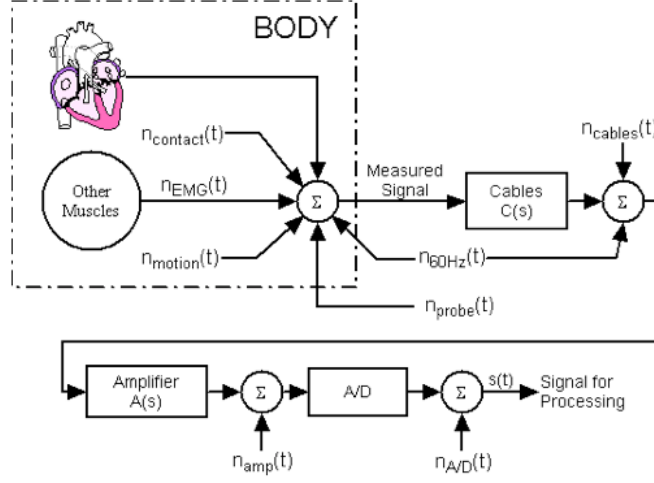 BODY
n_contact(t)
Other
Muscles
n_EMG(t)
Σ
n_motion(t)
Measured
Signal
Cables
C(s)
n_cables(t)
Σ
n_60Hz(t)
n_probe(t)
Amplifier
A(s)
Σ
A/D
Σ
s(t)
Signal for
Processing
n_amp(t)
n_A/D(t)